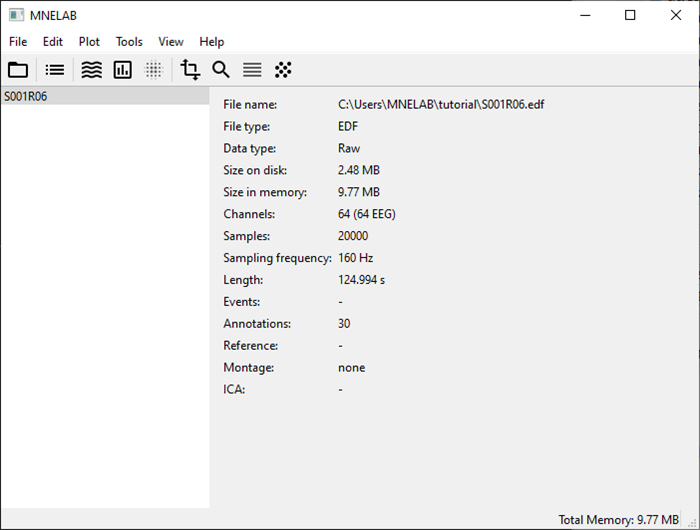 MNELAB
File Edit Plot Tools View Help
S001R06
File name: C:\Users\MNELAB\tutorial\S001R06.edf
File type: EDF
Data type: Raw
Size on disk: 2.48 MB
Size in memory: 9.77 MB
Channels: 64 (64 EEG)
Samples: 20000
Sampling frequency: 160 Hz
Length: 124.994 s
Events: -
Annotations: 30
Reference: -
Montage: none
ICA: -
Total Memory: 9.77 MB